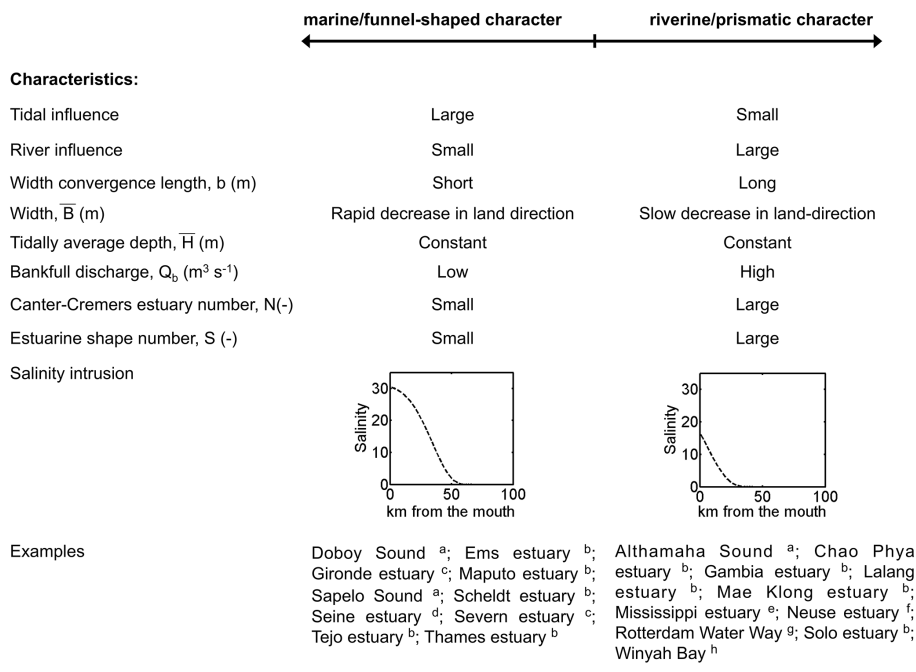 marine/funnel-shaped character riverine/prismatic character
Characteristics:
Tidal influence Large Small
River influence Small Large
Width convergence length, b (m) Short Long
Width, B̅ (m) Rapid decrease in land direction Slow decrease in land-direction
Tidally average depth, H̅ (m) Constant Constant
Bankfull discharge, Qb (m³ s⁻¹) Low High
Canter-Cremers estuary number, N(-) Small Large
Estuarine shape number, S (-) Small Large
Salinity intrusion
Salinity
30
20
10
0
0 50 100
km from the mouth
Salinity
30
20
10
0
0 50 100
km from the mouth
Examples
Doboy Sound a; Ems estuary b;
Gironde estuary c; Maputo estuary b;
Sapelo Sound a; Scheldt estuary b;
Seine estuary d; Severn estuary c;
Tejo estuary b; Thames estuary b
Althamaha Sound a; Chao Phya
estuary b; Gambia estuary b; Lalang
estuary b; Mae Klong estuary b;
Mississippi estuary e; Neuse estuary f;
Rotterdam Water Way g; Solo estuary b;
Winyah Bay h